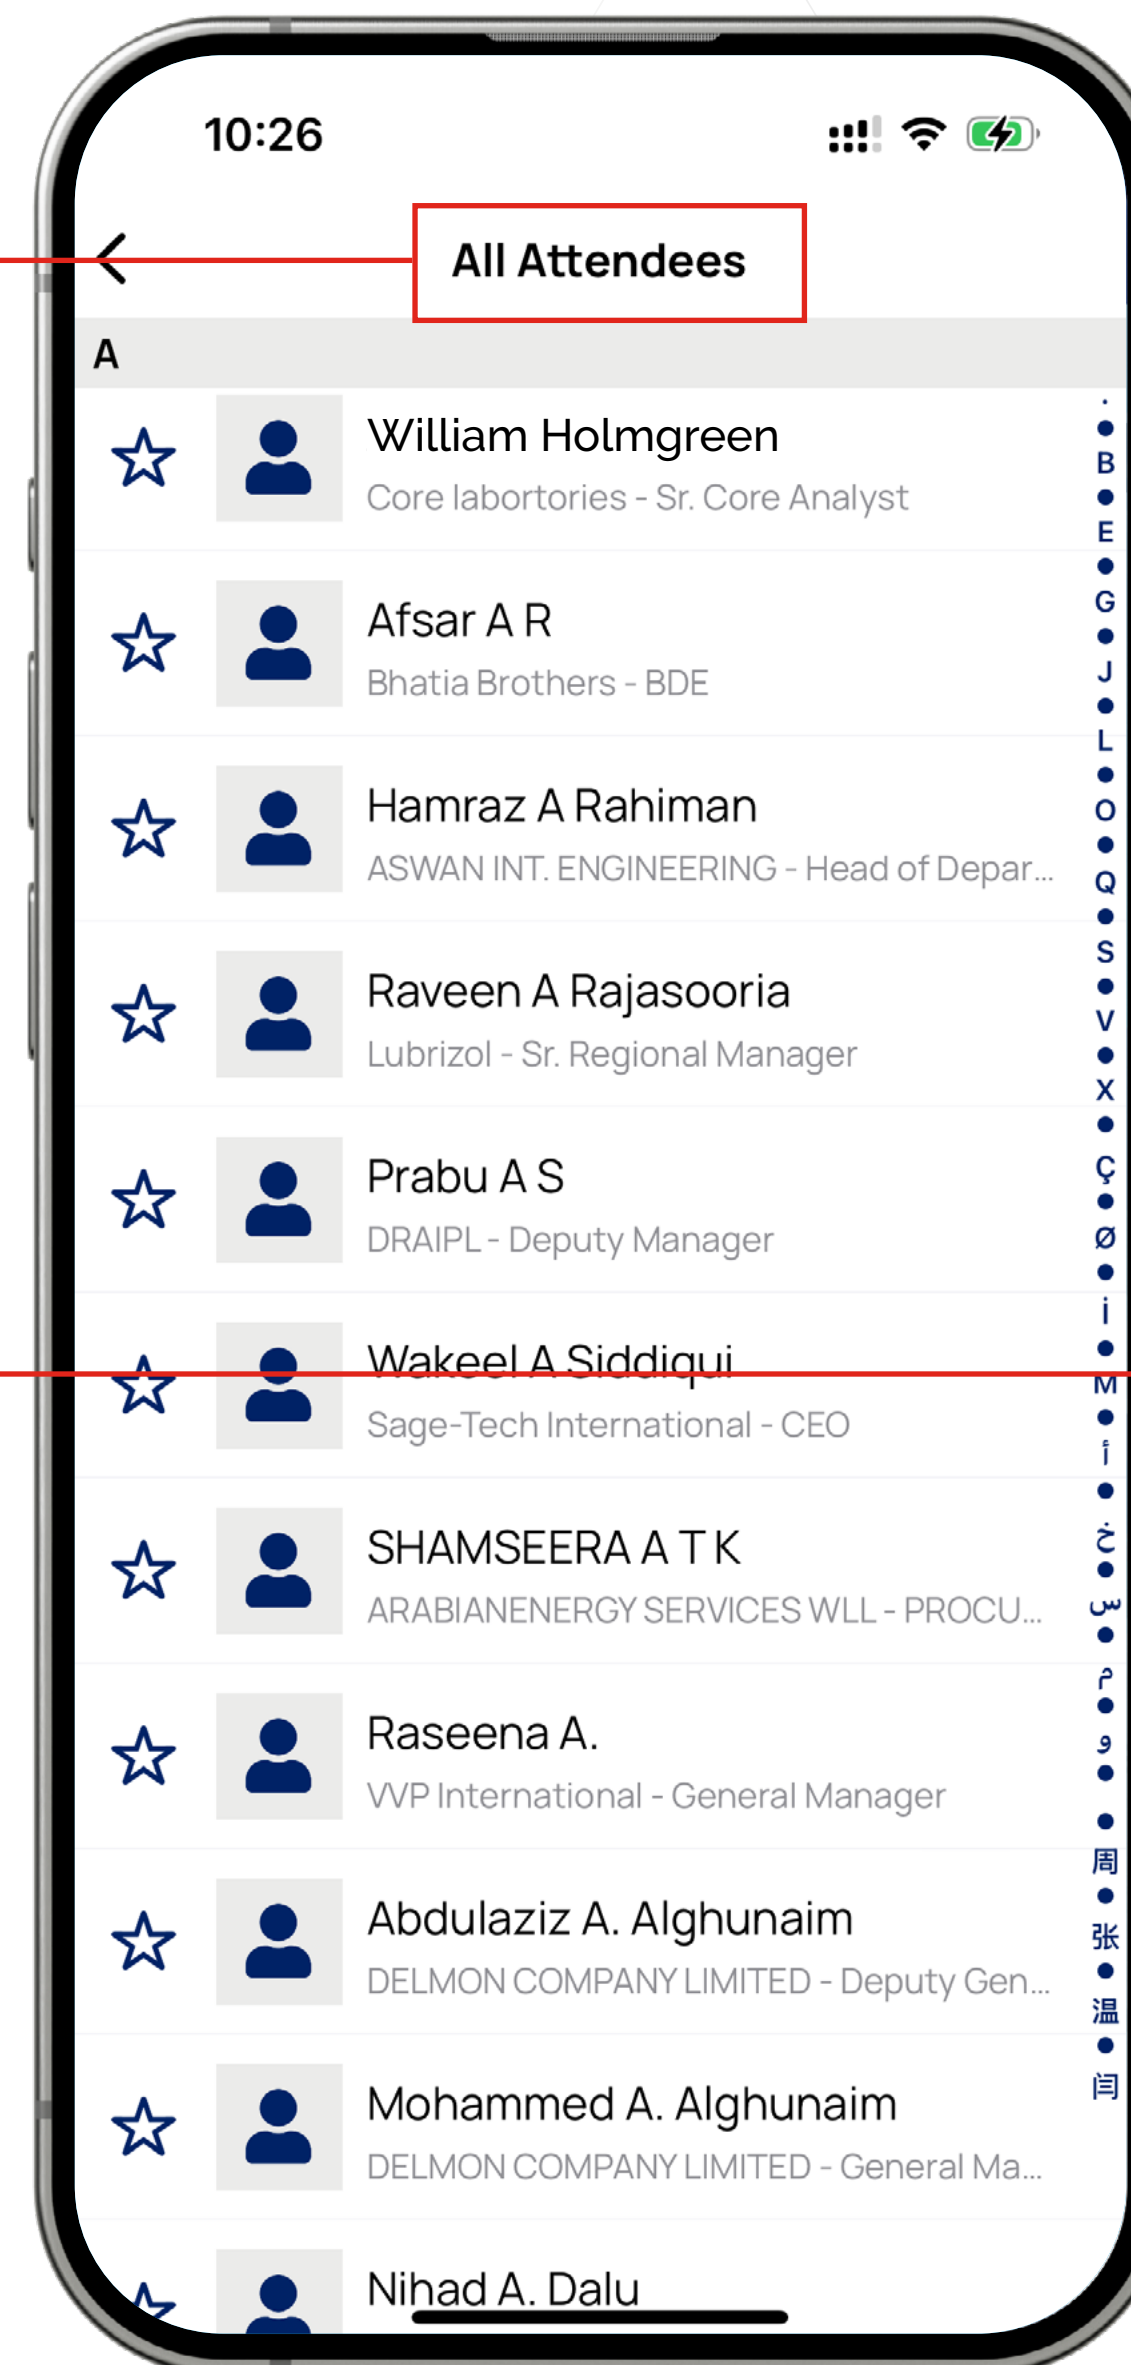 10:26
All Attendees
A
William Holmgreen
Core labortories - Sr. Core Analyst
Afsar A R
Bhatia Brothers - BDE
Hamraz A Rahiman
ASWAN INT. ENGINEERING - Head of Depar...
Raveen A Rajasooria
Lubrizol - Sr. Regional Manager
Prabu A S
DRAIPL - Deputy Manager
Wakeel A Siddiqui
Sage-Tech International - CEO
SHAMSEERA A T K
ARABIANENERGY SERVICES WLL - PROCU...
Raseena A.
VVP International - General Manager
Abdulaziz A. Alghunaim
DELMON COMPANY LIMITED - Deputy Gen...
Mohammed A. Alghunaim
DELMON COMPANY LIMITED - General Ma...
Nihad A. Dalu
B
E
G
J
L
O
Q
S
V
X
Ç
Ø
İ
М
أ
خ
س
م
و
周
张
温
闫